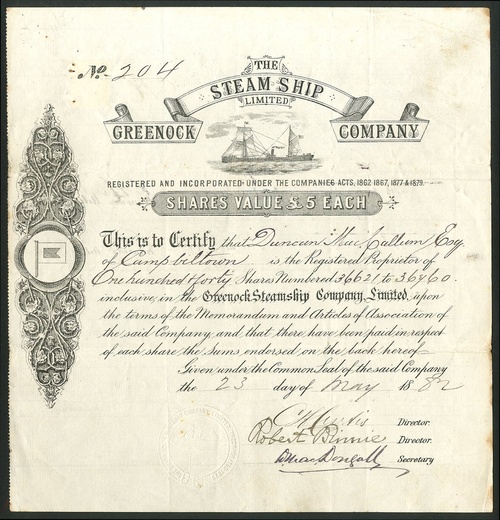 No. 204
THE
STEAM SHIP
LIMITED
GREENOCK COMPANY
REGISTERED AND INCORPORATED UNDER THE COMPANIES ACTS, 1862, 1867, 1877 & 1879.
SHARES VALUE £5 EACH
This is to Certify that Duncan MacCallum Esq
of Campbeltown is the Registered Proprietor of
One hundred & forty Shares Numbered 36621 to 36760
inclusive, in the Greenock Steamship Company, Limited, upon
the terms of the Memorandum and Articles of Association of
the said Company, and that there have been paid, in respect
of each share the Sums endorsed on the back hereof
Given under the Common Seal of the said Company
the 23 day of May 1882
Director.
Robert Binnie Director.
MacDougall Secretary